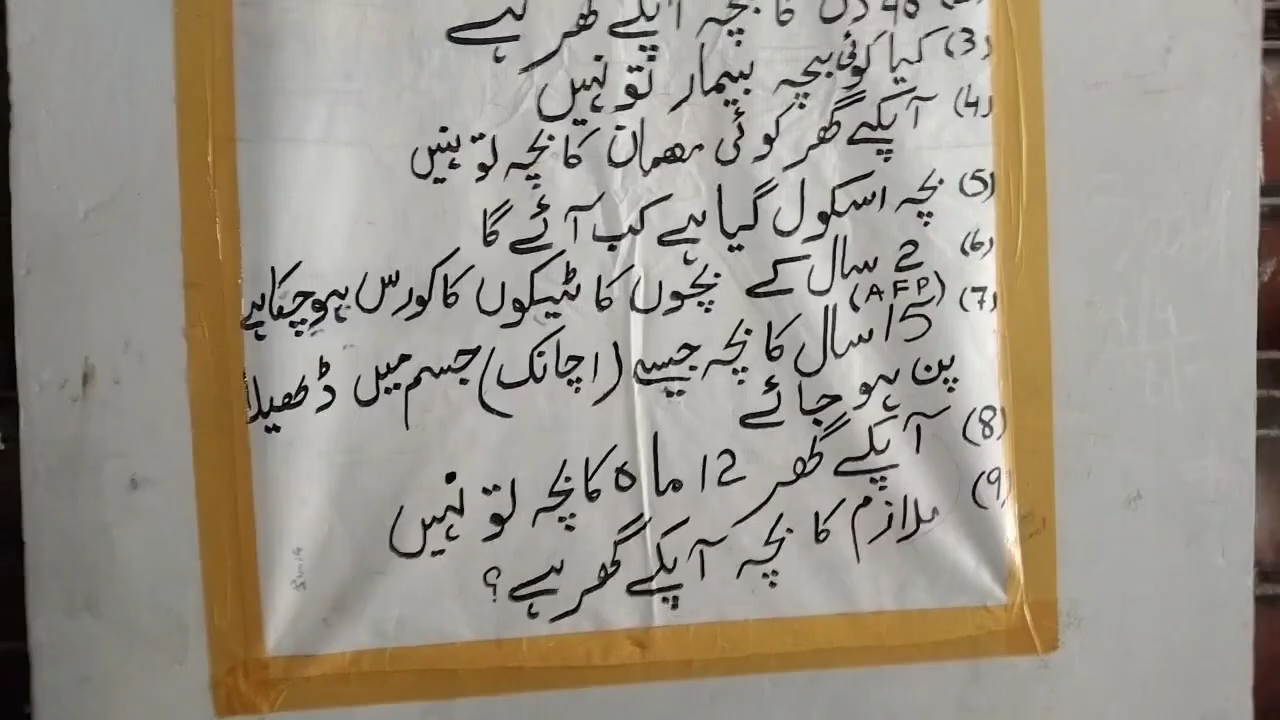 کا بچہ آپکے گھر ہے
(3) کیا کوئی بچہ بیمار تو نہیں
(4) آپکے گھر کوئی مہمان کا بچہ تو نہیں
(5) بچہ اسکول گیا ہے کب آئے گا
(6) 2 سال کے بچوں کا ٹیکوں کا کورس ہوچکا ہے
(7) (AFP) 15 سال کا بچہ جیسے (اچانک) جسم میں ڈھیلا
پن ہو جائے
(8) آپکے گھر 12 ماہ کا بچہ تو نہیں
(9) ملازم کا بچہ آپکے گھر ہے؟